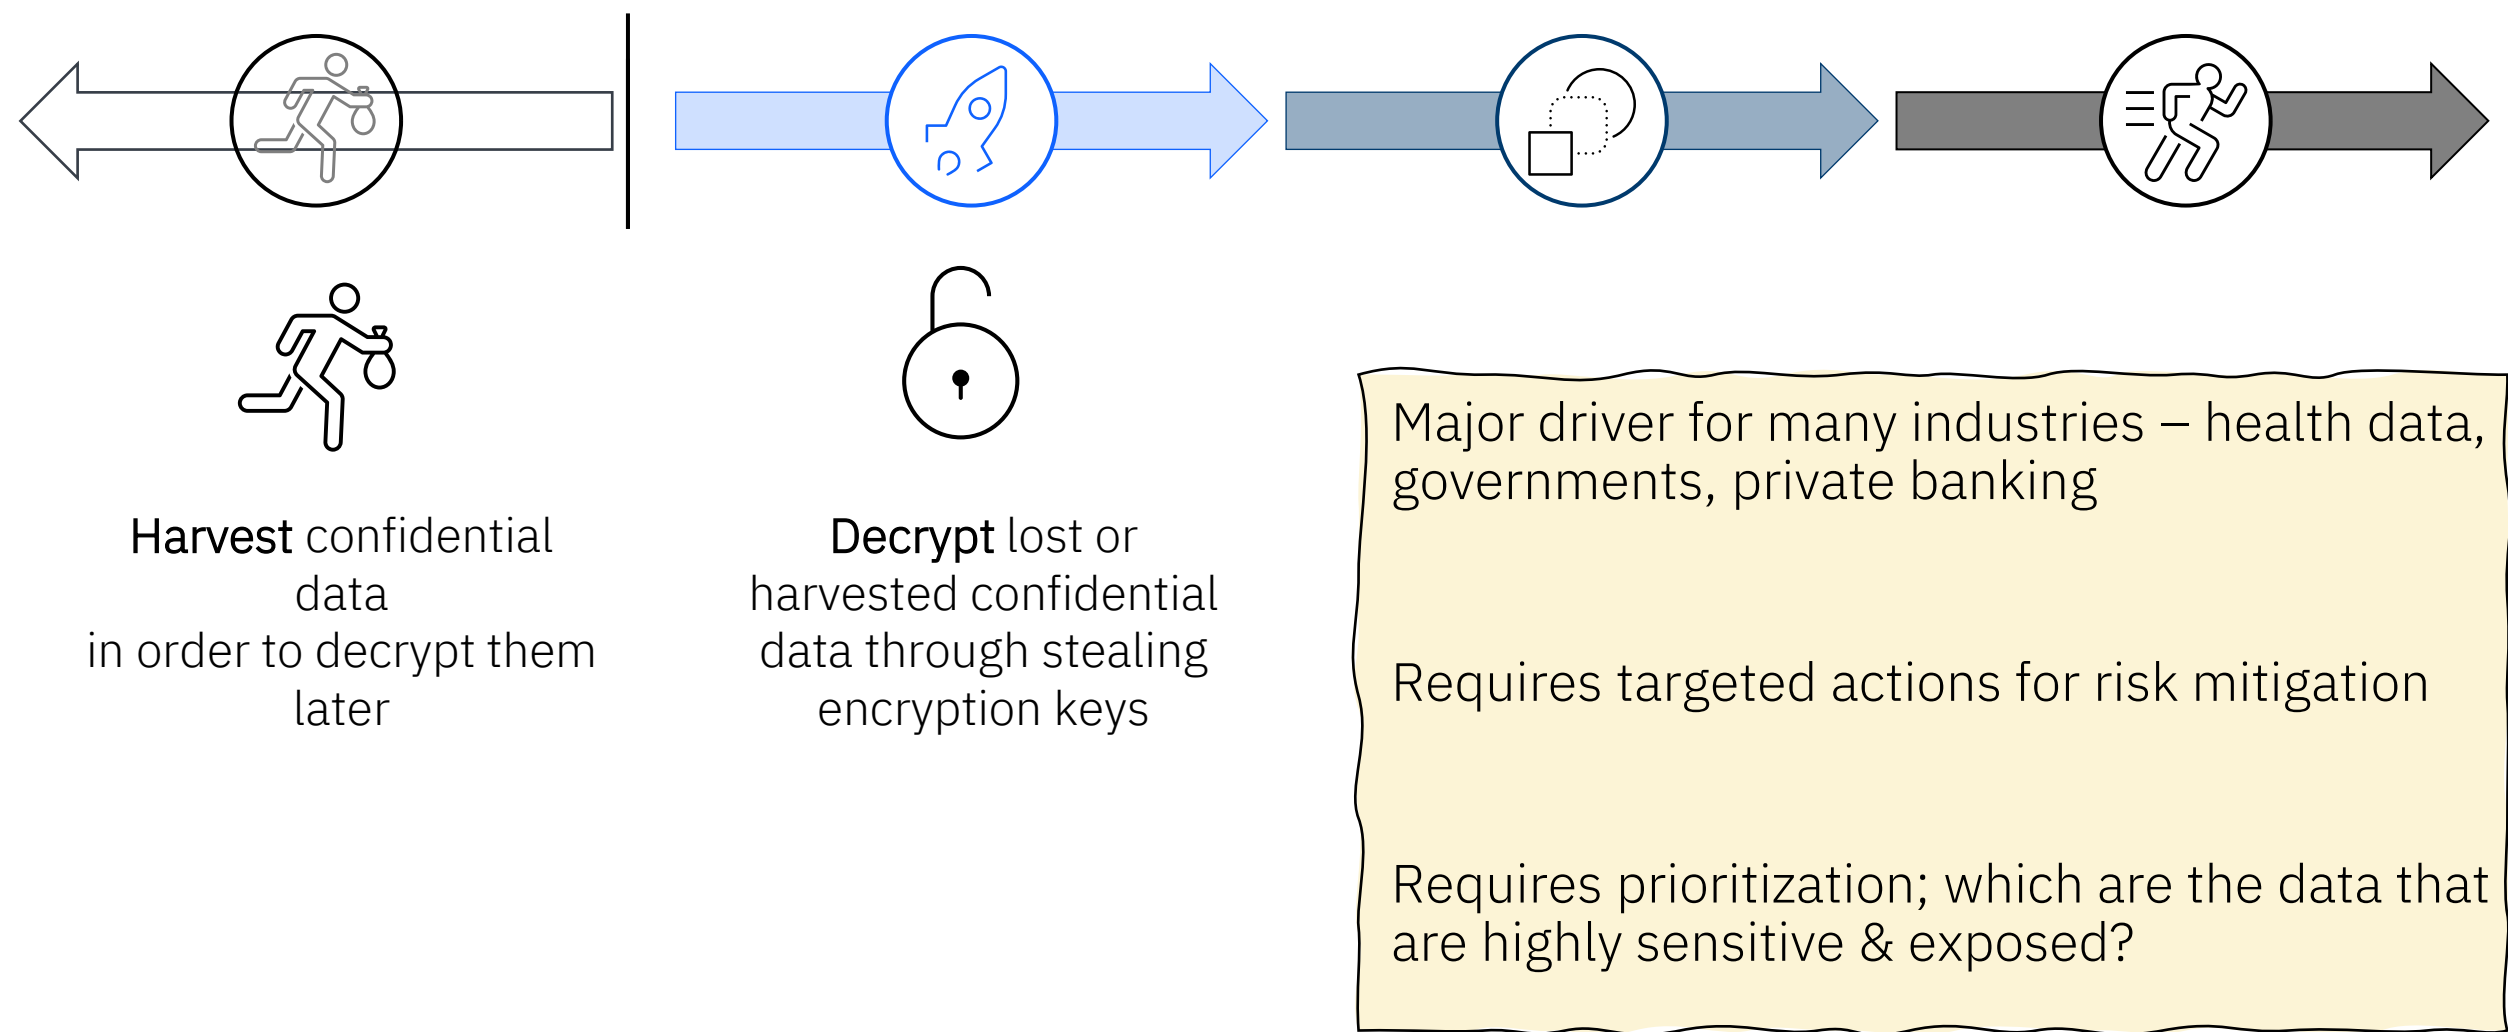 Harvest confidential
data
in order to decrypt them
later
Decrypt lost or
harvested confidential
data through stealing
encryption keys
Major driver for many industries – health data,
governments, private banking
Requires targeted actions for risk mitigation
Requires prioritization; which are the data that
are highly sensitive & exposed?